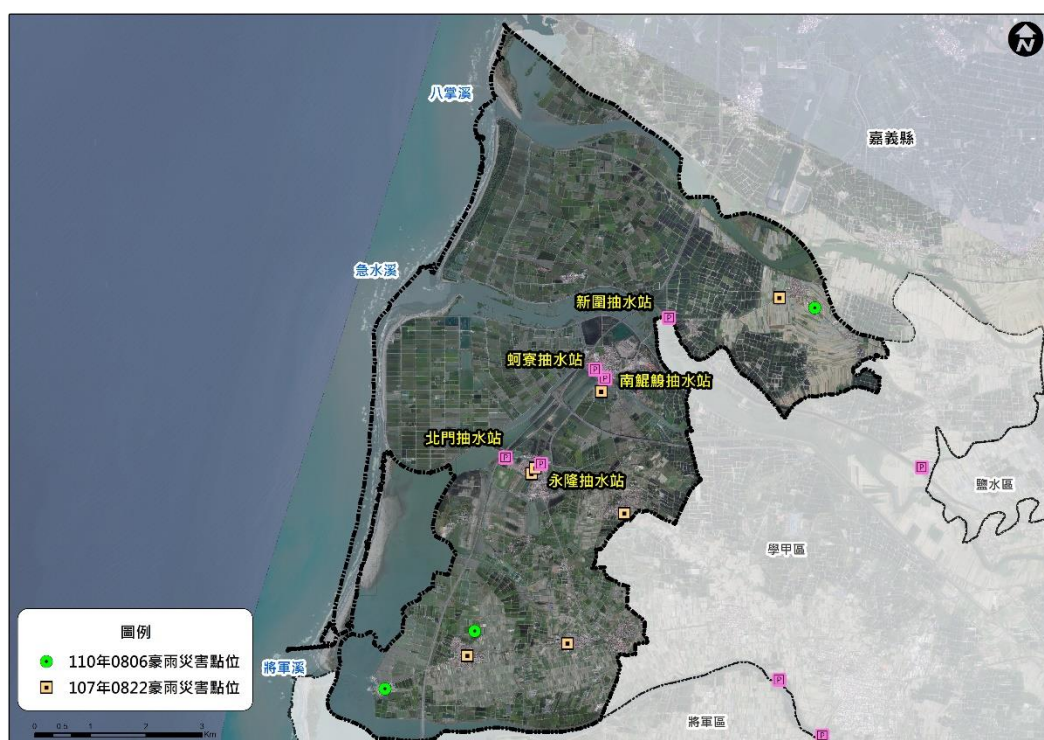 N
八掌溪
嘉義縣
急水溪
新圍抽水站
P
蚵寮抽水站
P
P
南鯤鯓抽水站
北門抽水站
P
P
永隆抽水站
P
鹽水區
學甲區
圖例
110年0806豪雨災害點位
107年0822豪雨災害點位
將軍溪
P
將軍區
P
0 0.5 1 2 3
Km